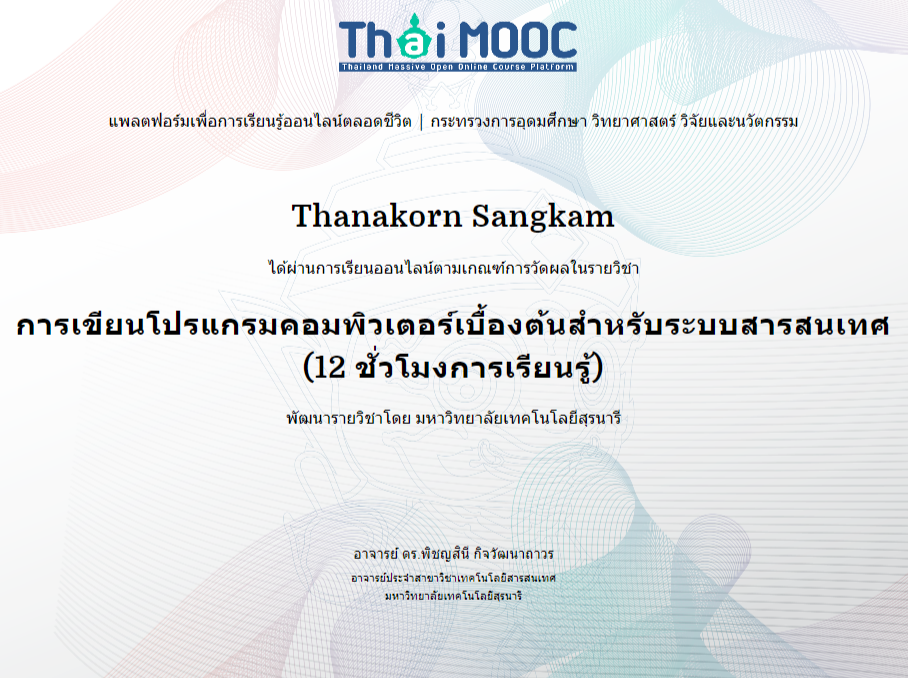 Thai MOOC
Thailand Massive Open Online Course Platform
แพลตฟอร์มเพื่อการเรียนรู้ออนไลน์ตลอดชีวิต | กระทรวงการอุดมศึกษา วิทยาศาสตร์ วิจัยและนวัตกรรม
Thanakorn Sangkam
ได้ผ่านการเรียนออนไลน์ตามเกณฑ์การวัดผลในรายวิชา
การเขียนโปรแกรมคอมพิวเตอร์เบื้องต้นสำหรับระบบสารสนเทศ
(12 ชั่วโมงการเรียนรู้)
พัฒนารายวิชาโดย มหาวิทยาลัยเทคโนโลยีสุรนารี
อาจารย์ ดร.พิชญสินี กิจวัฒนาถาวร
อาจารย์ประจำสาขาวิชาเทคโนโลยีสารสนเทศ
มหาวิทยาลัยเทคโนโลยีสุรนารี